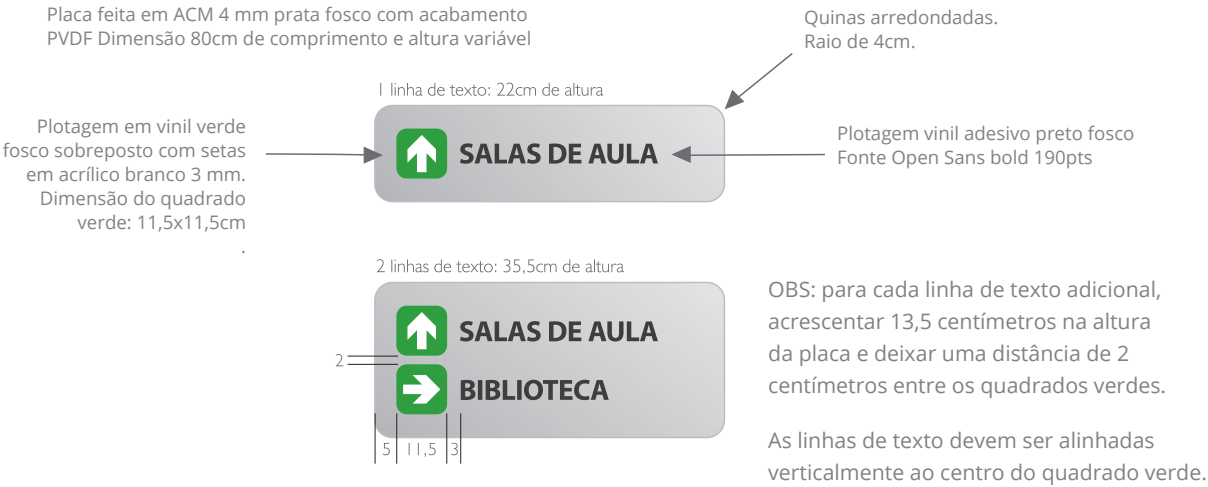 Placa feita em ACM 4 mm prata fosco com acabamento
PVDF Dimensão 80cm de comprimento e altura variável
Quinas arredondadas.
Raio de 4cm.
1 linha de texto: 22cm de altura
Plotagem em vinil verde
fosco sobreposto com setas
em acrílico branco 3 mm.
Dimensão do quadrado
verde: 11,5x11,5cm
.
SALAS DE AULA
Plotagem vinil adesivo preto fosco
Fonte Open Sans bold 190pts
2 linhas de texto: 35,5cm de altura
SALAS DE AULA
2
BIBLIOTECA
5 11,5 3
OBS: para cada linha de texto adicional,
acrescentar 13,5 centímetros na altura
da placa e deixar uma distância de 2
centímetros entre os quadrados verdes.
As linhas de texto devem ser alinhadas
verticalmente ao centro do quadrado verde.